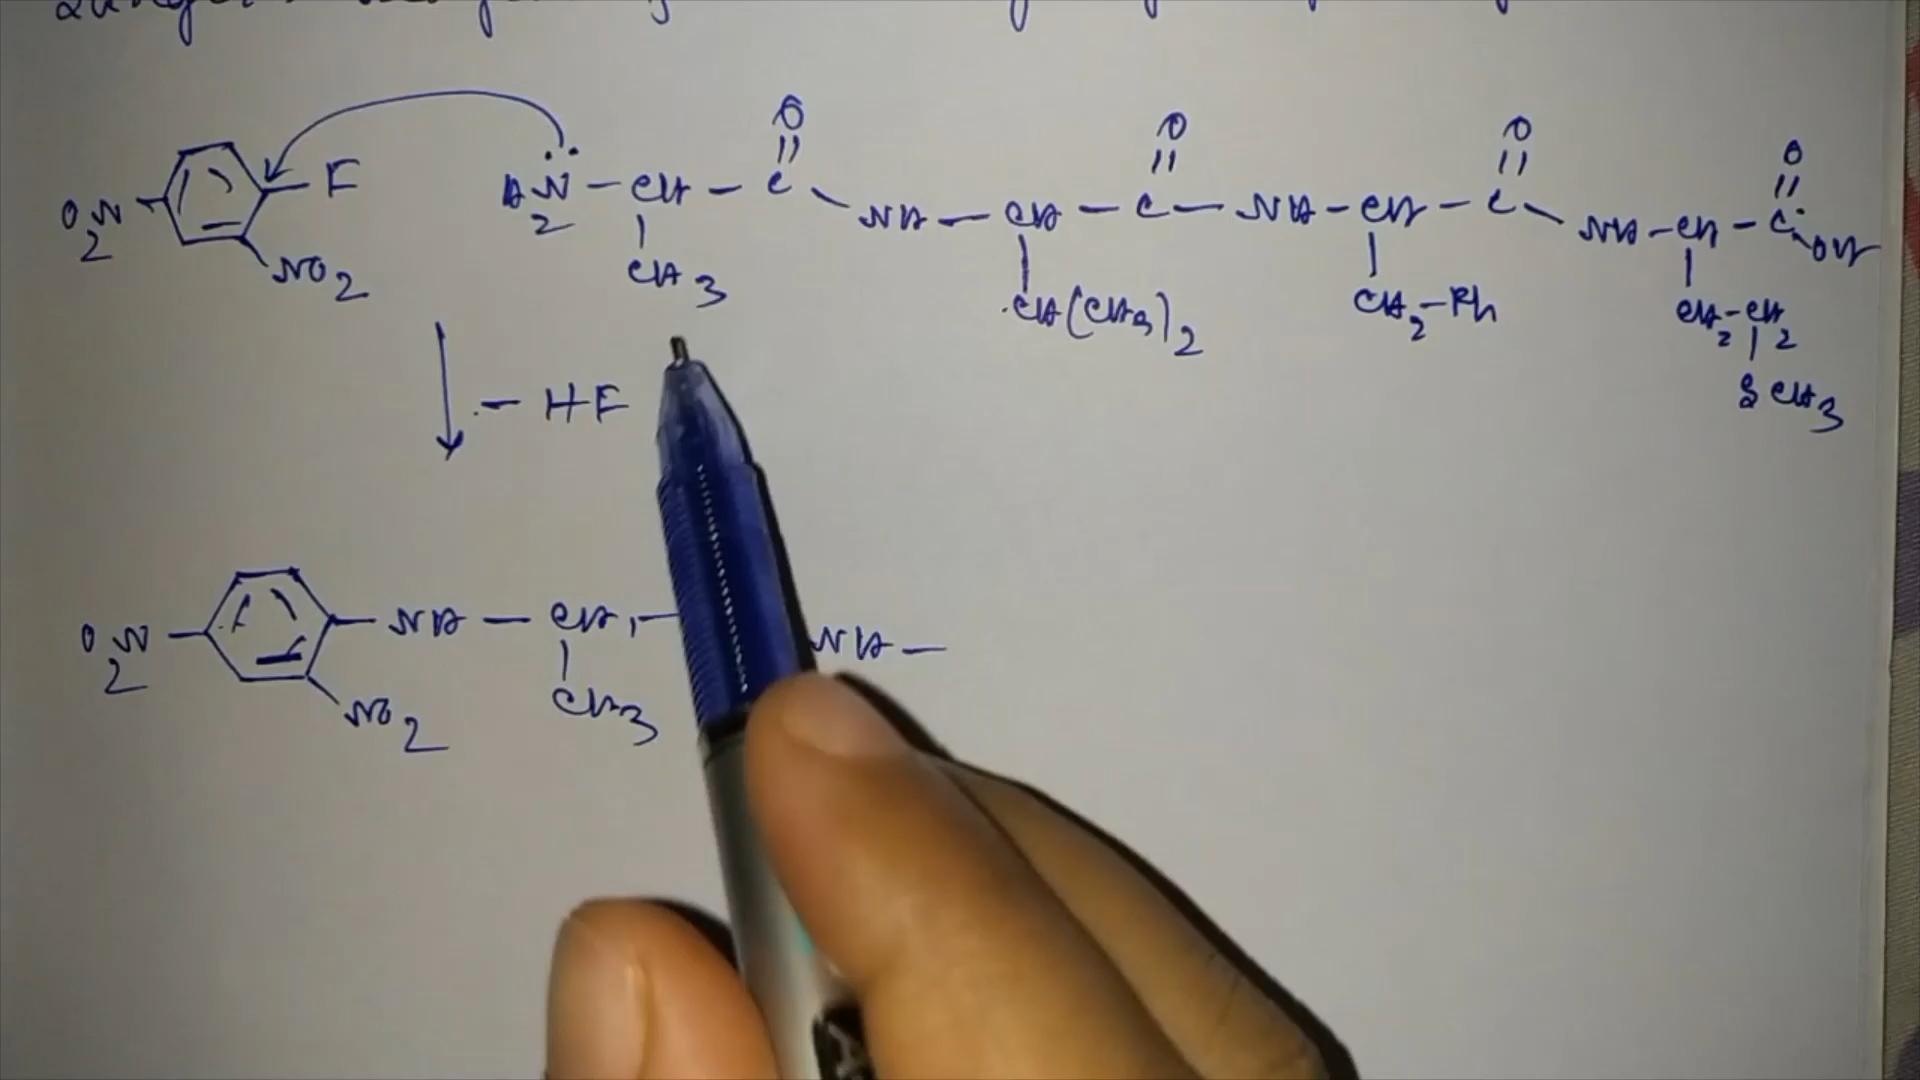 O₂N F NO₂
H₂N̈ - CH - C - NH - CH - C - NH - CH - C - NH - CH - C - OH
O O O O
CH₃ CH(CH₃)₂ CH₂-Ph CH₂-CH₂
SCH₃
- HF
O₂N NH - CH - NH -
NO₂ CH₃